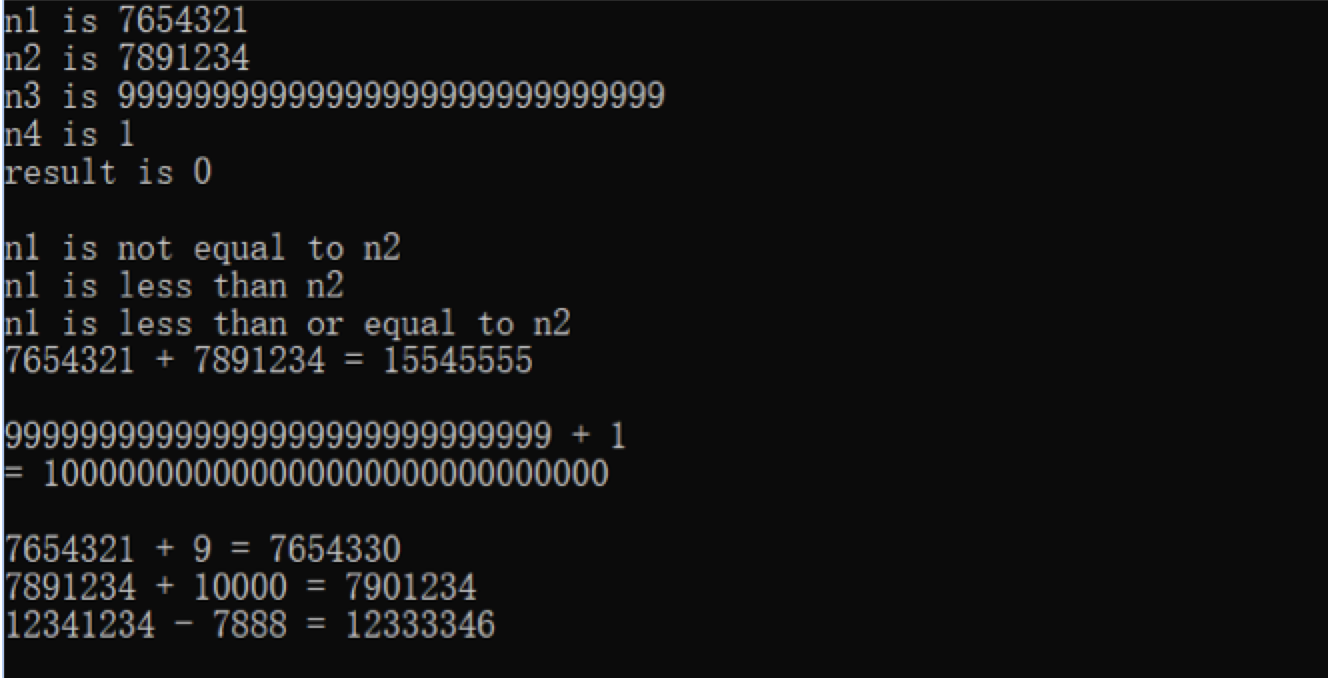 n1 is 7654321
n2 is 7891234
n3 is 99999999999999999999999999999
n4 is 1
result is 0
n1 is not equal to n2
n1 is less than n2
n1 is less than or equal to n2
7654321 + 7891234 = 15545555
99999999999999999999999999999 + 1
= 100000000000000000000000000000
7654321 + 9 = 7654330
7891234 + 10000 = 7901234
12341234 - 7888 = 12333346